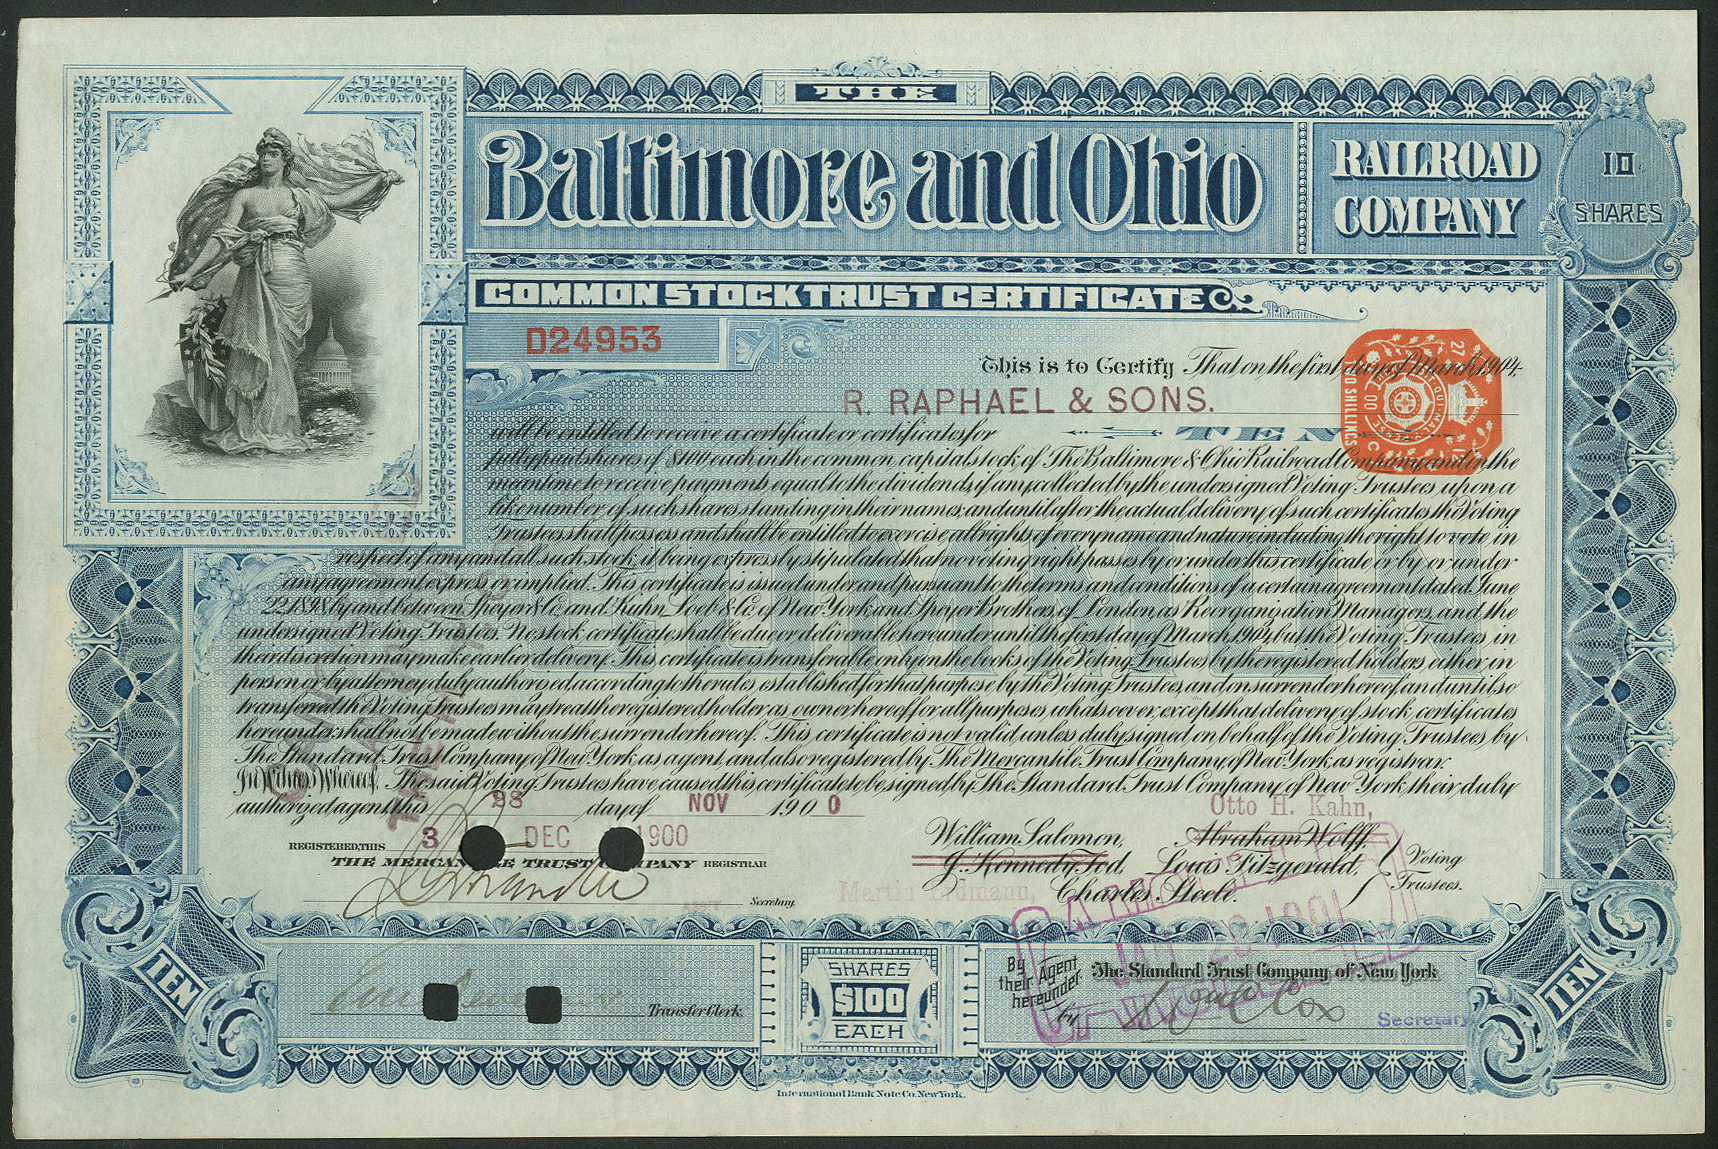 THE
Baltimore and Ohio
RAILROAD
COMPANY
10
SHARES
COMMON STOCK TRUST CERTIFICATE
D24953
This is to Certify That on the first day of March, 1904,
R. RAPHAEL & SONS.
will be entitled to receive a certificate or certificates for TEN
fully paid shares of $100 each in the common capital stock of The Baltimore & Ohio Railroad Company, and in the
meantime to receive payments equal to the dividends, if any, collected by the undersigned Voting Trustees, upon a
like number of such shares standing in their names; and until after the actual delivery of such certificates the Voting
Trustees shall possess and shall be entitled to exercise all rights of every name and nature, including the right to vote in
respect of any and all such stock, it being expressly stipulated that no voting right passes by or under this certificate or by or under
any agreement express or implied. This certificate is issued under and pursuant to the terms and conditions of a certain agreement dated June
22, 1898, by and between Speyer & Co. and Kuhn, Loeb & Co. of New York and Speyer Brothers of London, as Reorganization Managers, and the
undersigned Voting Trustees. No stock certificate shall be due or deliverable hereunder until the first day of March, 1904, but the Voting Trustees, in
their discretion may make earlier delivery. This certificate is transferable only on the books of the Voting Trustees by the registered holders, either in
person or by attorney duly authorized, according to the rules established for that purpose by the Voting Trustees, and on surrender hereof, and until so
transferred the Voting Trustees may treat the registered holder as owner hereof for all purposes whatsoever, except that delivery of stock certificates
hereunder shall not be made without the surrender hereof. This certificate is not valid unless duly signed on behalf of the Voting Trustees, by
The Standard Trust Company of New York as agent, and also registered by The Mercantile Trust Company of New York as registrar.
In Witness Whereof, The said Voting Trustees have caused this certificate to be signed by The Standard Trust Company of New York, their duly
authorized agent, this 28 day of NOV 1900
Otto H. Kahn,
REGISTERED, THIS 3 DEC 1900
THE MERCANTILE TRUST COMPANY REGISTRAR
William Salomon, Abraham Wolff,
J. Kennedy Tod, Louis Fitzgerald,
Martin Erdmann, Charles Steele.
Voting
Trustees.
Secretary.
TEN
Transfer Clerk.
SHARES
$100
EACH
By
their Agent
hereunder
by
The Standard Trust Company of New York
Secretary
JAN 29 1901
TEN
COMMON
International Bank Note Co. New York.